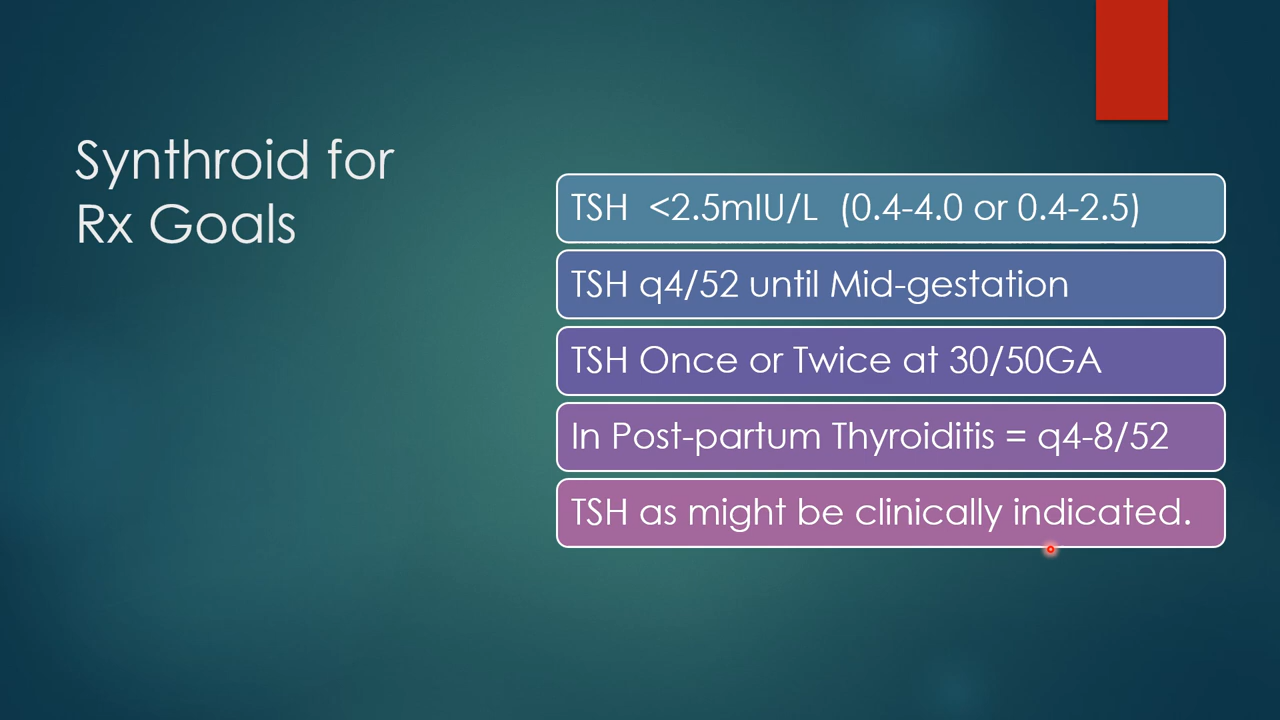 Synthroid for
Rx Goals
TSH <2.5mIU/L (0.4-4.0 or 0.4-2.5)
TSH q4/52 until Mid-gestation
TSH Once or Twice at 30/50GA
In Post-partum Thyroiditis = q4-8/52
TSH as might be clinically indicated.